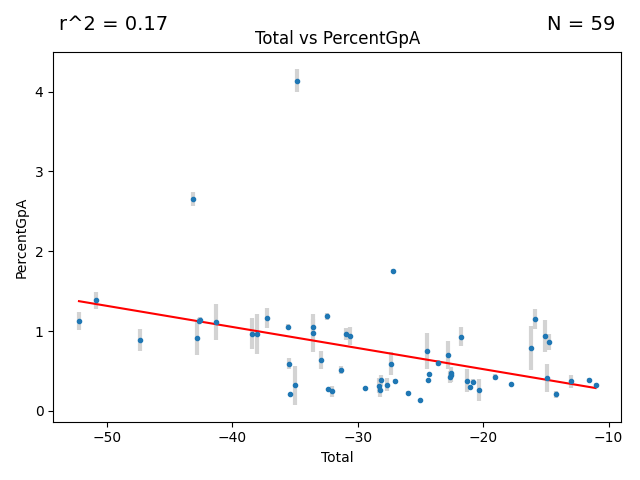 r^2 = 0.17
N = 59
Total vs PercentGpA
PercentGpA
4
3
2
1
0
−50
−40
−30
−20
−10
Total